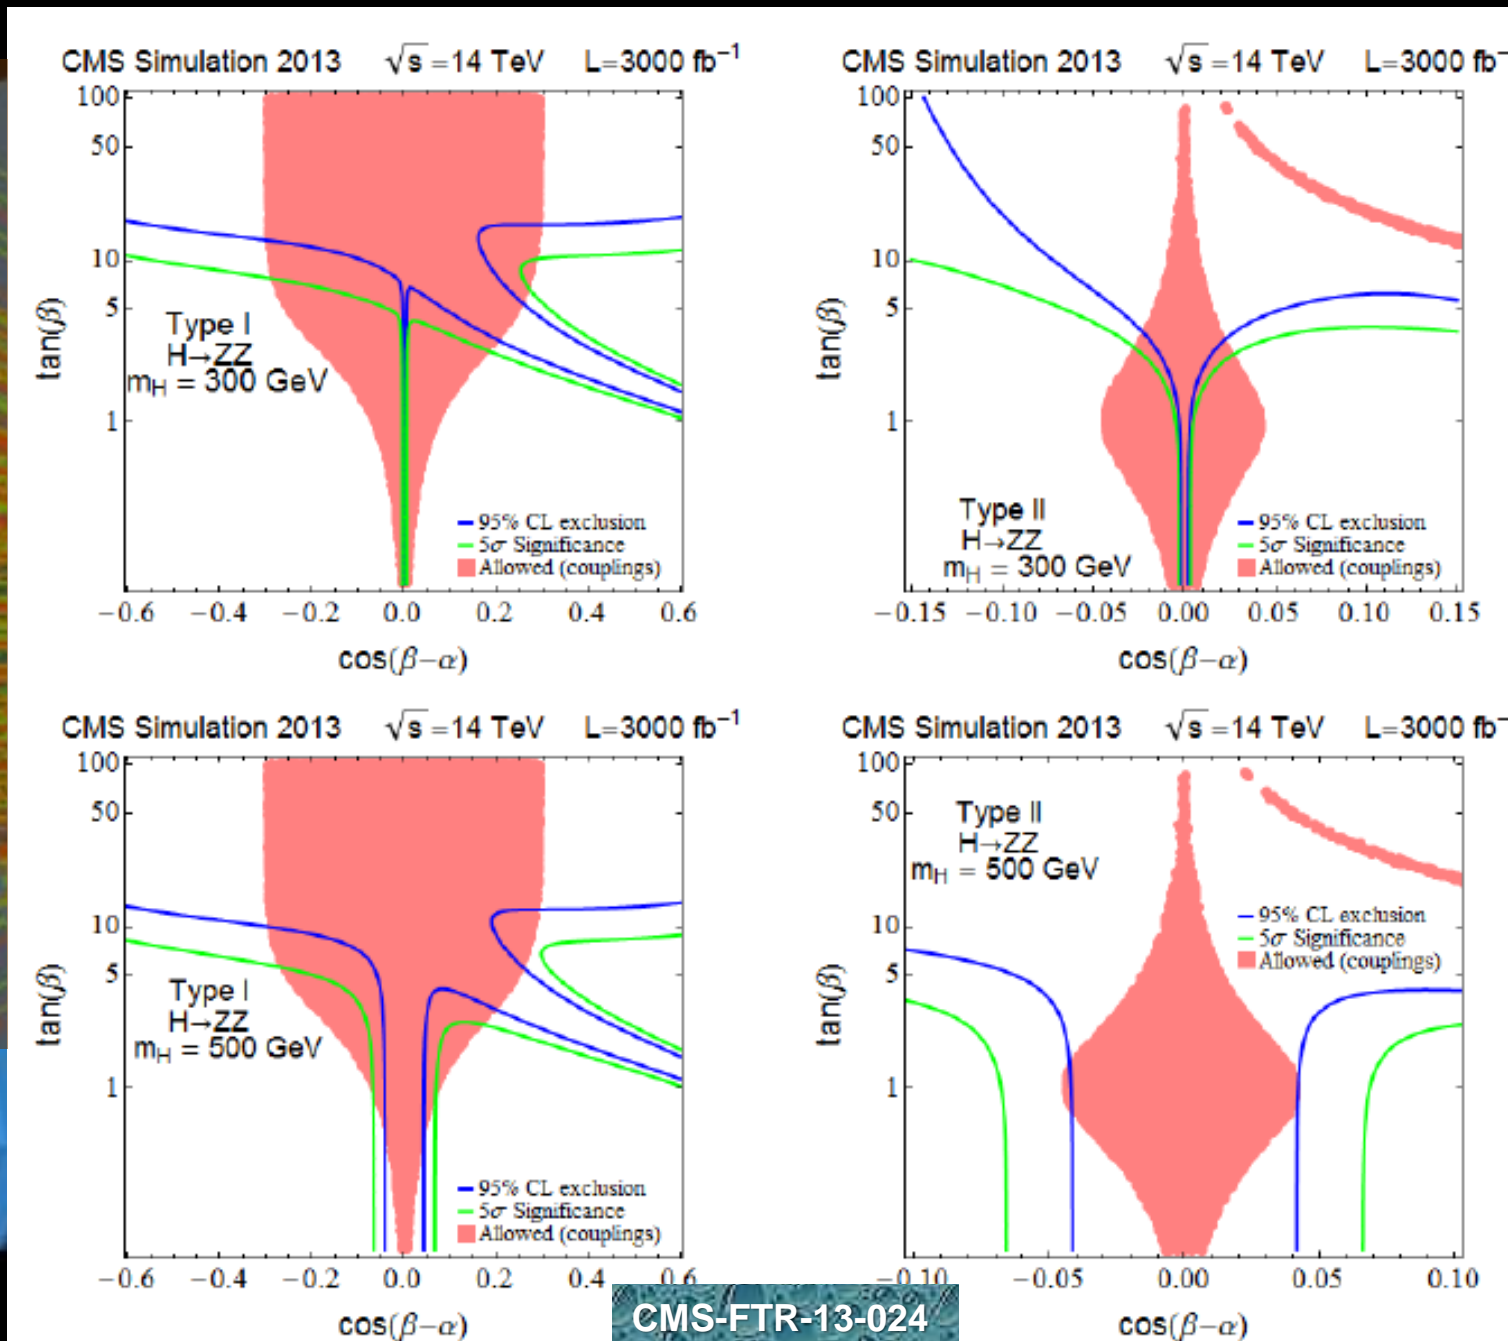 CMS Simulation 2013 √s =14 TeV L=3000 fb⁻¹
100
50
10
5
1
tan(β)
Type I
H→ZZ
mH = 300 GeV
95% CL exclusion
5σ Significance
Allowed (couplings)
−0.6 −0.4 −0.2 0.0 0.2 0.4 0.6
cos(β−α)
CMS Simulation 2013 √s =14 TeV L=3000 fb⁻
100
50
10
5
1
tan(β)
Type II
H→ZZ
mH = 300 GeV
95% CL exclusion
5σ Significance
Allowed (couplings)
−0.15 −0.10 −0.05 0.00 0.05 0.10 0.15
cos(β−α)
CMS Simulation 2013 √s =14 TeV L=3000 fb⁻¹
100
50
10
5
1
tan(β)
Type I
H→ZZ
mH = 500 GeV
95% CL exclusion
5σ Significance
Allowed (couplings)
−0.6 −0.4 −0.2 0.0 0.2 0.4 0.6
cos(β−α)
CMS Simulation 2013 √s =14 TeV L=3000 fb⁻
100
50
10
5
1
tan(β)
Type II
H→ZZ
mH = 500 GeV
95% CL exclusion
5σ Significance
Allowed (couplings)
−0.10 −0.05 0.00 0.05 0.10
cos(β−α)
CMS-FTR-13-024